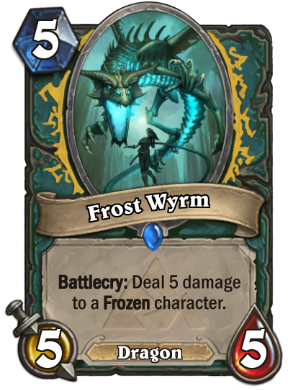 5
Frost Wyrm
Battlecry: Deal 5 damage
to a Frozen character.
5 Dragon 5